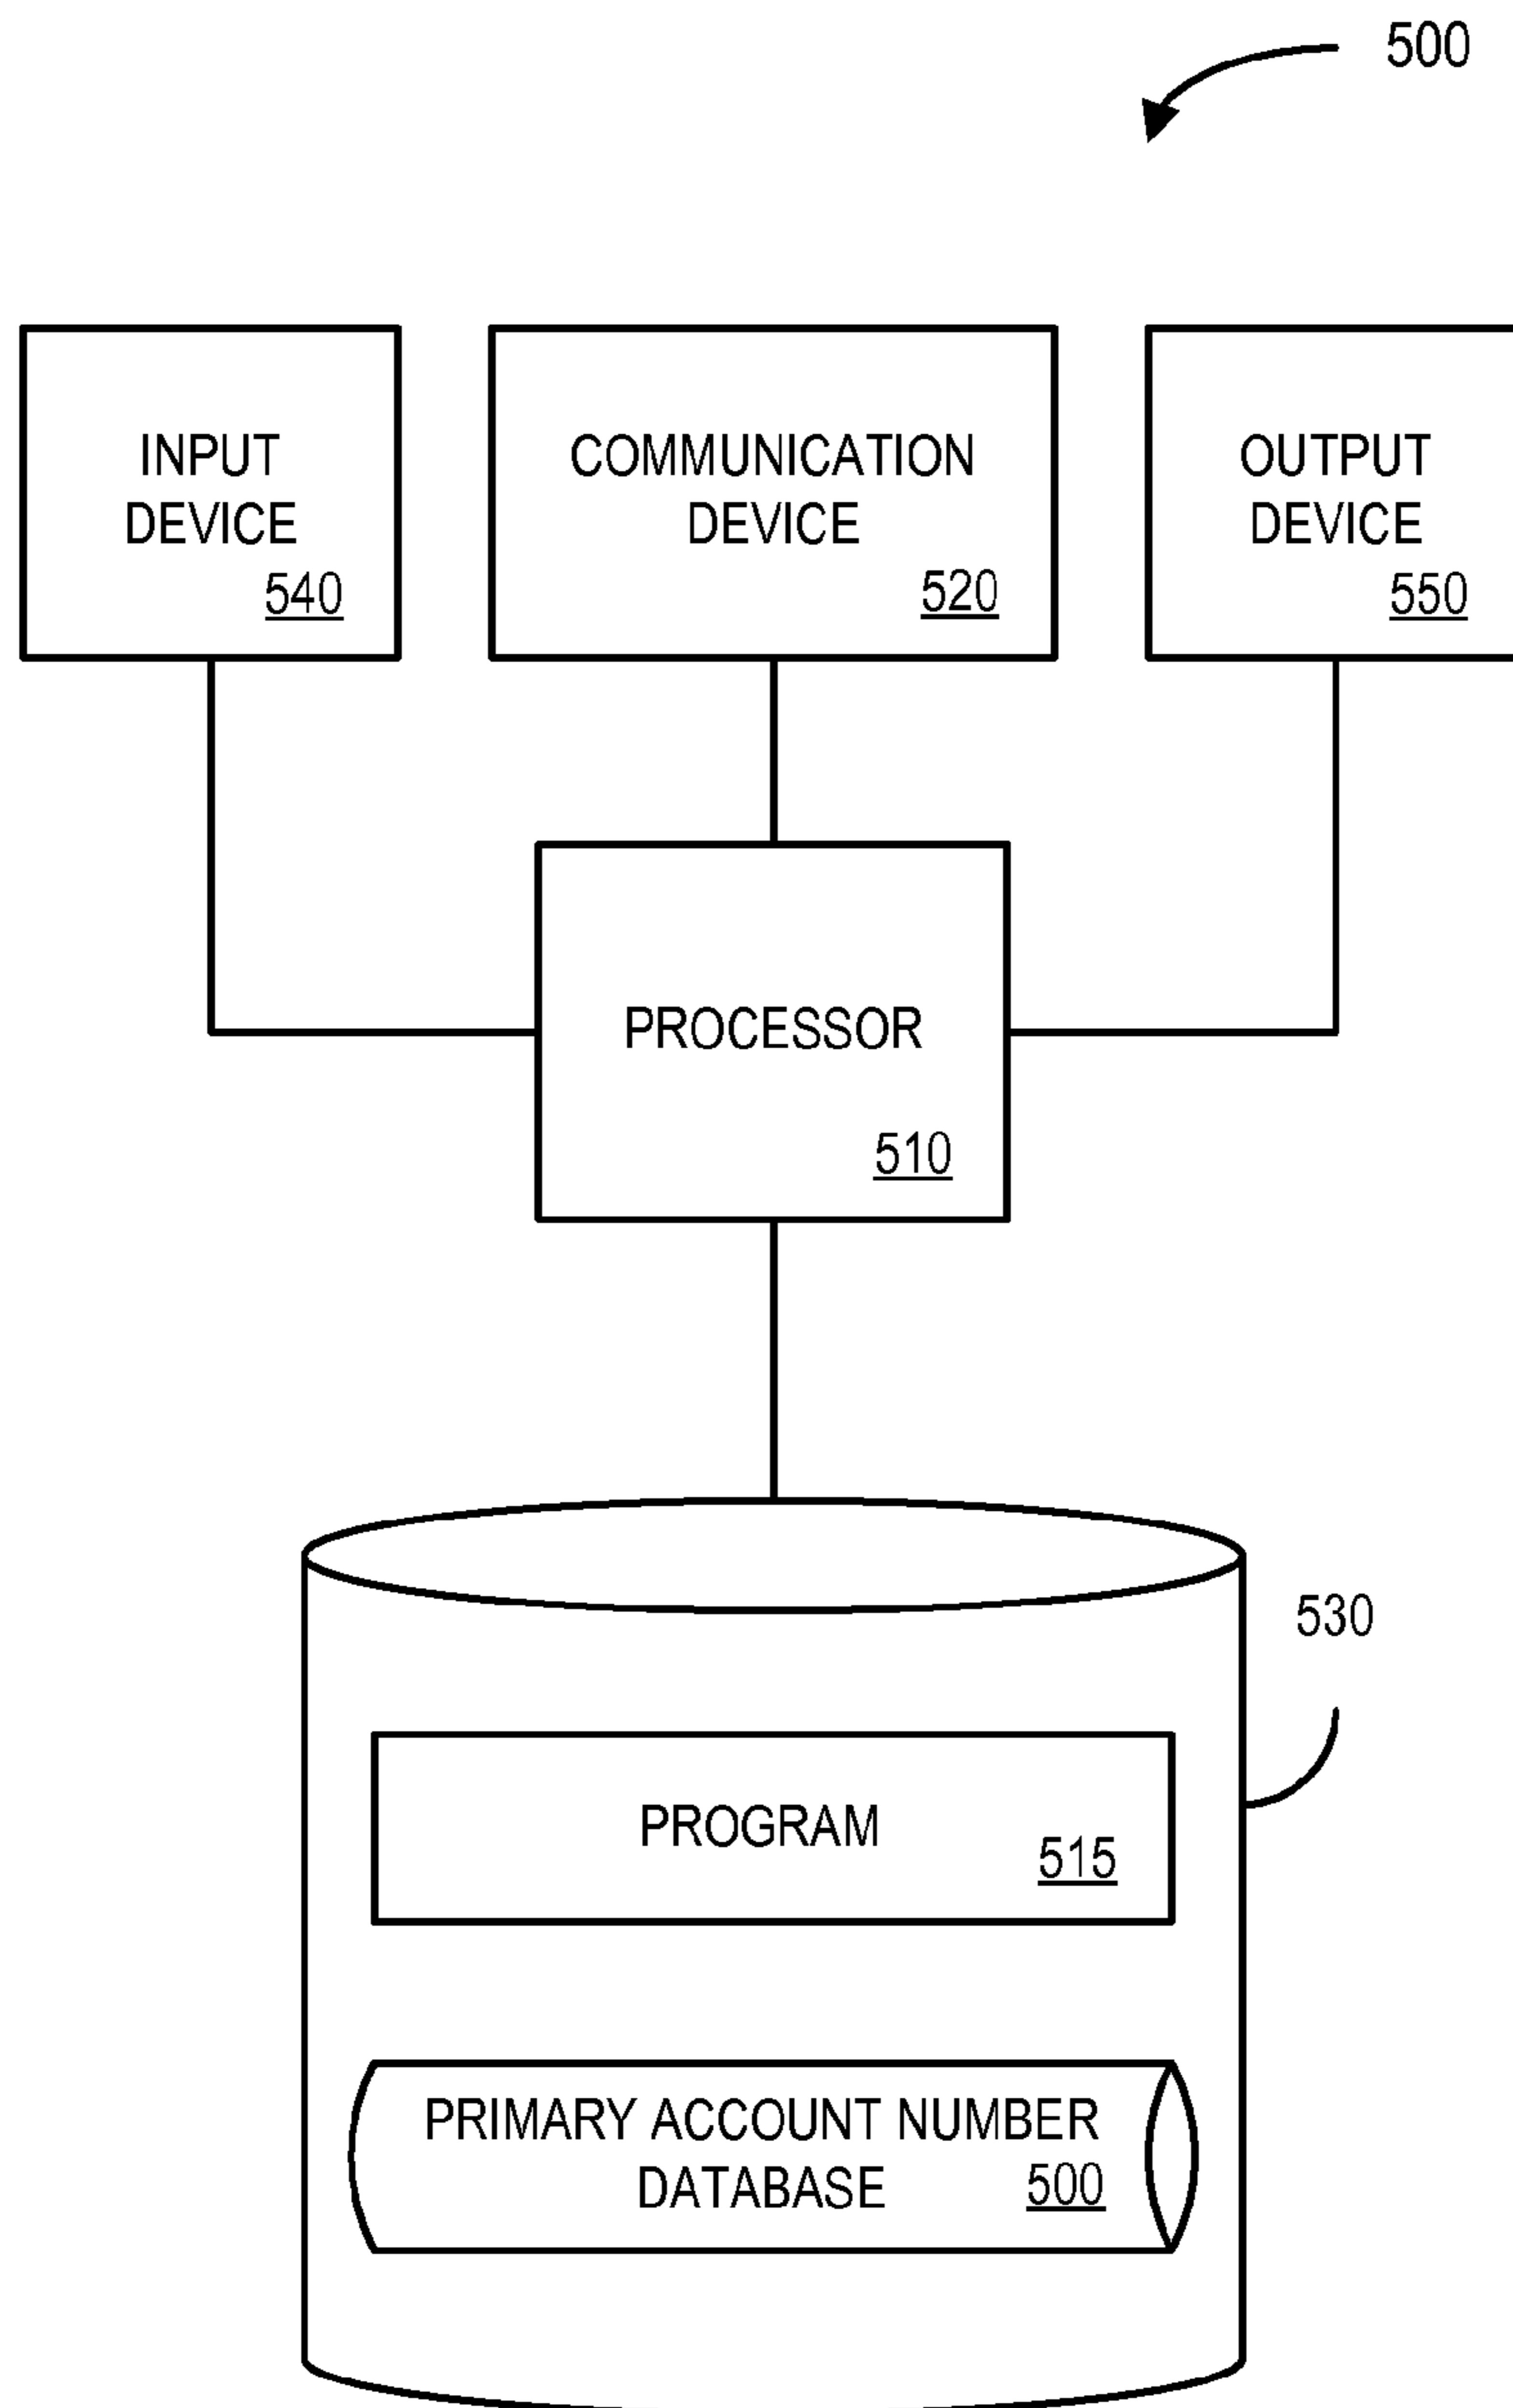 500
INPUT
DEVICE
540
COMMUNICATION
DEVICE
520
OUTPUT
DEVICE
550
PROCESSOR
510
530
PROGRAM
515
PRIMARY ACCOUNT NUMBER
DATABASE 500